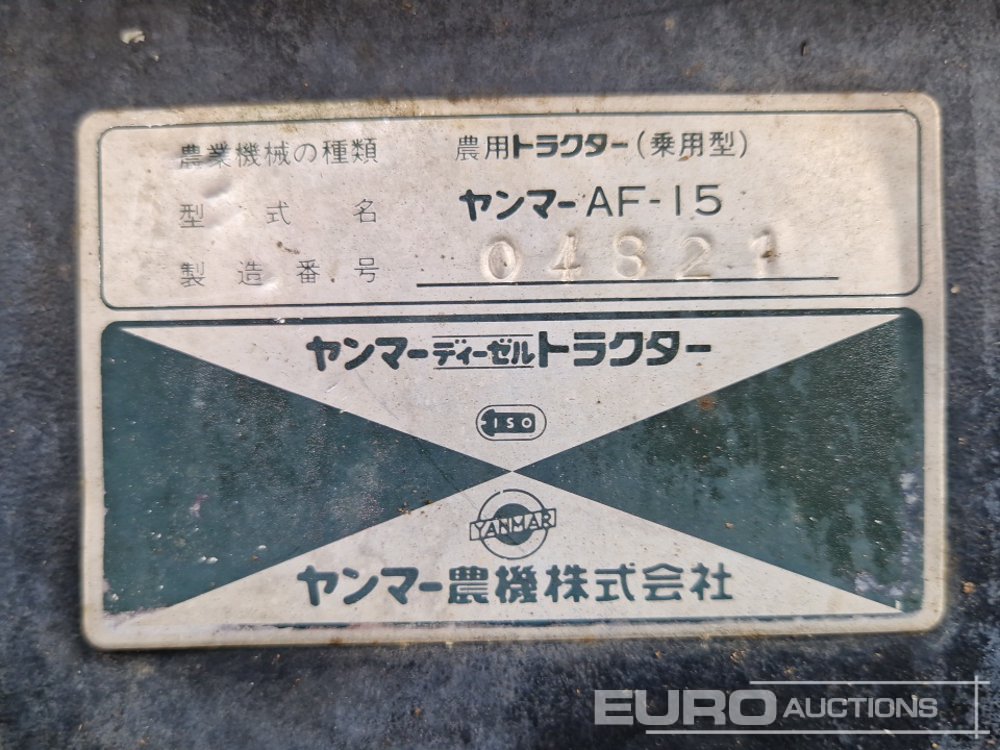 農業機械の種類 農用トラクター(乗用型)
型式名 ヤンマー AF-15
製造番号 04821
ヤンマーディーゼルトラクター
ISO
YANMAR
ヤンマー農機株式会社
EURO AUCTIONS